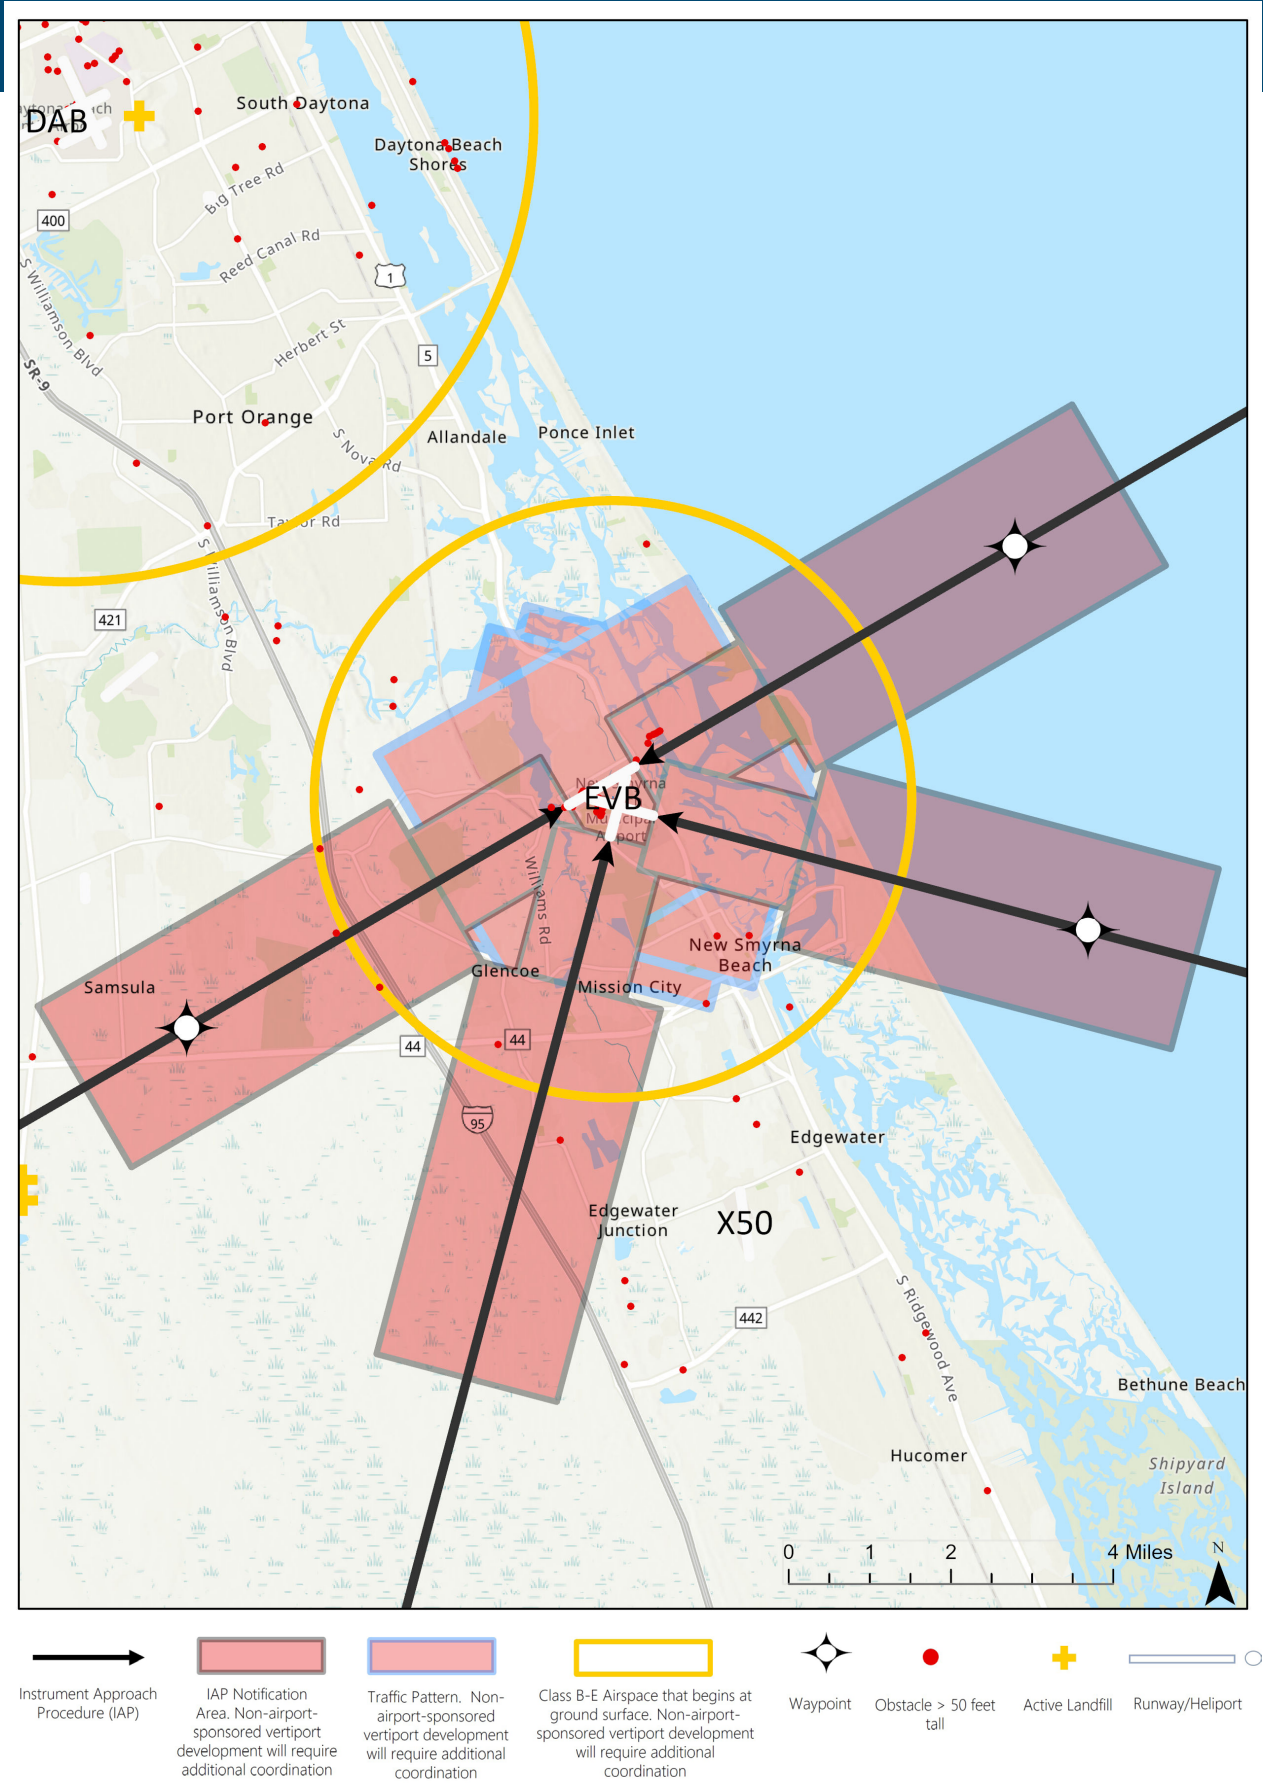 DAB
South Daytona
Daytona Beach
Shores
Big Tree Rd
400
Reed Canal Rd
1
S Williamson Blvd
Herbert St
5
SR-9
Port Orange
Allandale
Ponce Inlet
S Nova Rd
Taylor Rd
S Williamson Blvd
421
EVB
Municipal
Airport
Williams Rd
New Smyrna
Beach
Glencoe
Mission City
Samsula
44
44
95
Edgewater
Edgewater
Junction
X50
442
S Ridgewood Ave
Bethune Beach
Hucomer
Shipyard
Island
0 1 2 4 Miles
N
Instrument Approach
Procedure (IAP)
IAP Notification
Area. Non-airport-
sponsored vertiport
development will require
additional coordination
Traffic Pattern. Non-
airport-sponsored
vertiport development
will require additional
coordination
Class B-E Airspace that begins at
ground surface. Non-airport-
sponsored vertiport development
will require additional
coordination
Waypoint
Obstacle > 50 feet
tall
Active Landfill
Runway/Heliport